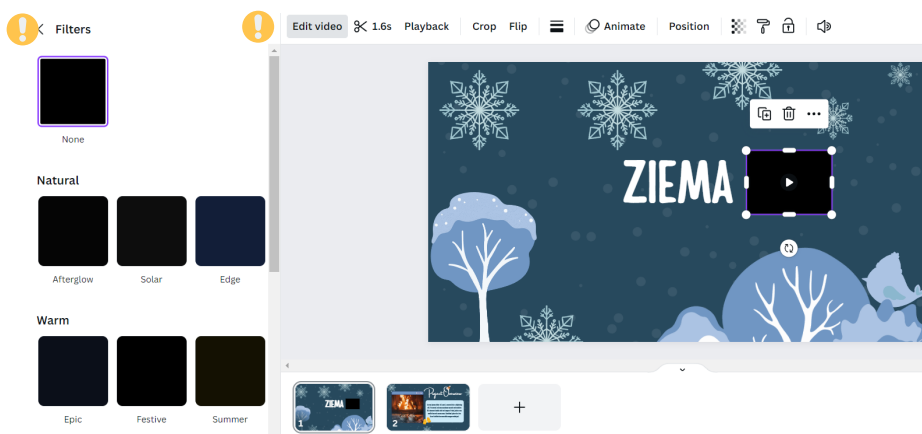 Filters
Edit video 1.6s Playback Crop Flip Animate Position
None
Natural
Afterglow Solar Edge
Warm
Epic Festive Summer
ZIEMA
ZIEMA
1
2
+